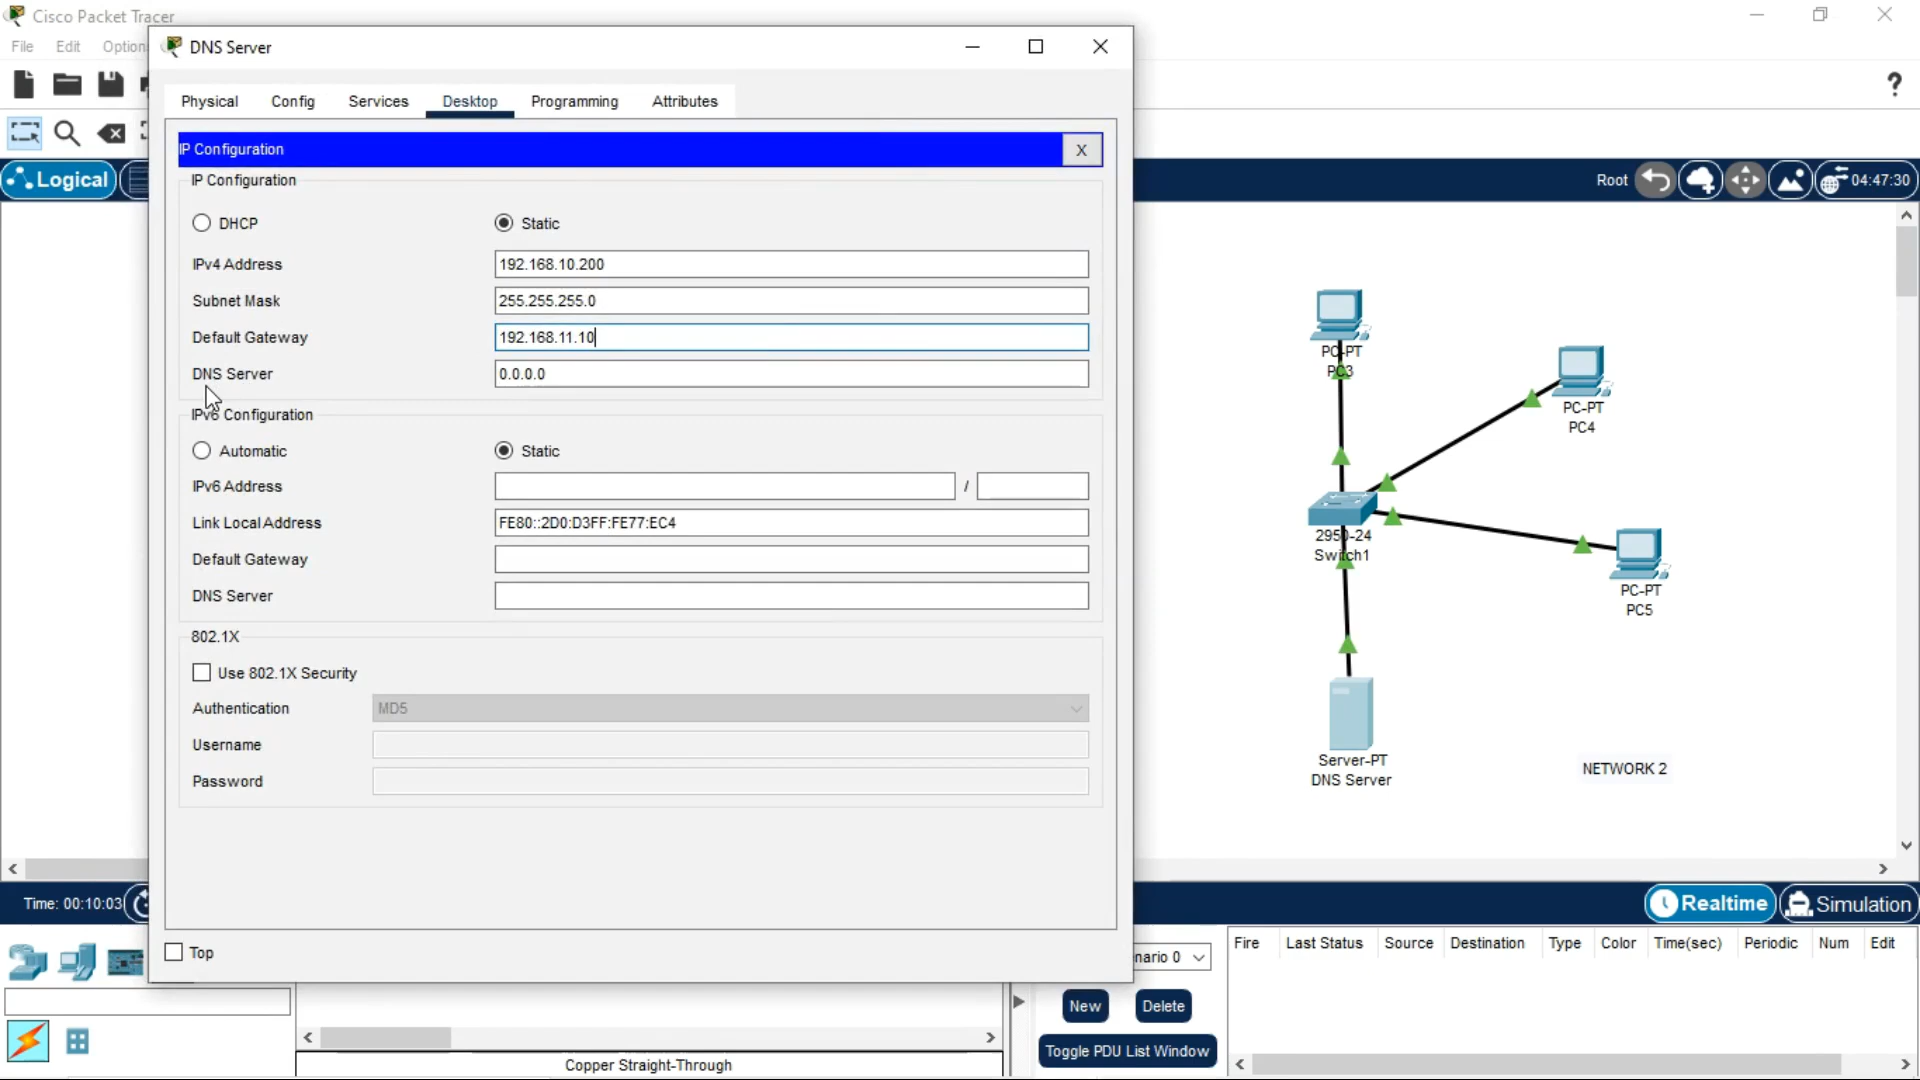 Cisco Packet Tracer
File Edit Option
DNS Server
Physical Config Services Desktop Programming Attributes
IP Configuration X
IP Configuration
DHCP Static
IPv4 Address 192.168.10.200
Subnet Mask 255.255.255.0
Default Gateway 192.168.11.10
DNS Server 0.0.0.0
IPv6 Configuration
Automatic Static
IPv6 Address /
Link Local Address FE80::2D0:D3FF:FE77:EC4
Default Gateway
DNS Server
802.1X
Use 802.1X Security
Authentication MD5
Username
Password
Top
Logical
Root 04:47:30
PC-PT
PC3
PC-PT
PC4
2950-24
Switch1
PC-PT
PC5
Server-PT
DNS Server
NETWORK 2
Time: 00:10:03
Realtime Simulation
nario 0
Fire Last Status Source Destination Type Color Time(sec) Periodic Num Edit
New Delete
Toggle PDU List Window
Copper Straight-Through